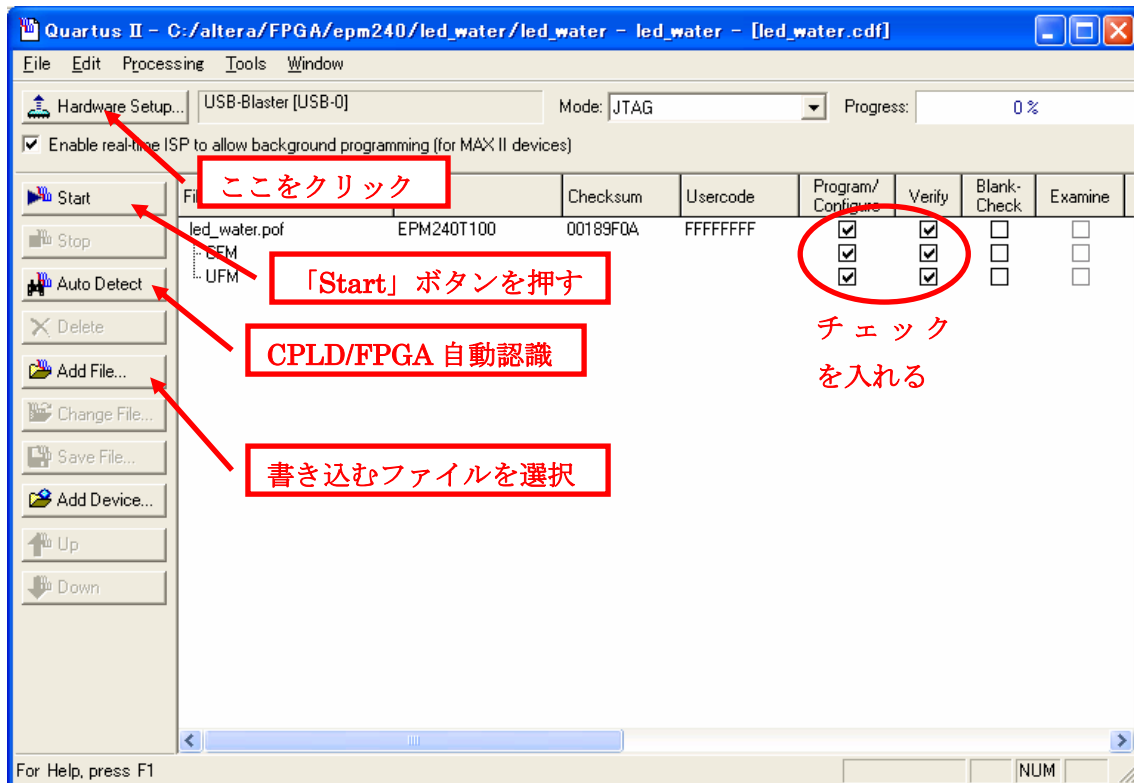 Quartus II - C:/altera/FPGA/epm240/led_water/led_water - led_water - [led_water.cdf]
File Edit Processing Tools Window
Hardware Setup... USB-Blaster [USB-0] Mode: JTAG Progress: 0 %
Enable real-time ISP to allow background programming (for MAX II devices)
ここをクリック
Start
Checksum Usercode Program/ Configure Verify Blank- Check Examine
led_water.pof EPM240T100 00189F0A FFFFFFFF
Stop
CFM
UFM
「Start」ボタンを押す
Auto Detect
チェック
を入れる
Delete
CPLD/FPGA 自動認識
Add File...
Change File...
Save File...
書き込むファイルを選択
Add Device...
Up
Down
For Help, press F1 NUM